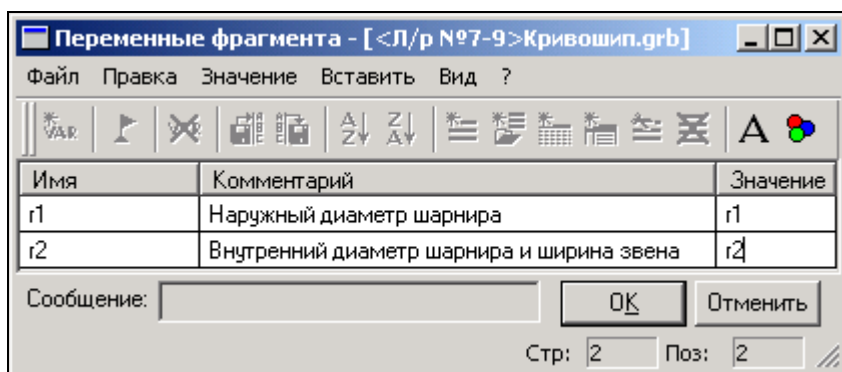 Переменные фрагмента - [<Л/р №7-9>Кривошип.grb]
Файл Правка Значение Вставить Вид ?
VAR A
Имя Комментарий Значение
r1 Наружный диаметр шарнира r1
r2 Внутренний диаметр шарнира и ширина звена r2
Сообщение: OK Отменить
Стр: 2 Поз: 2